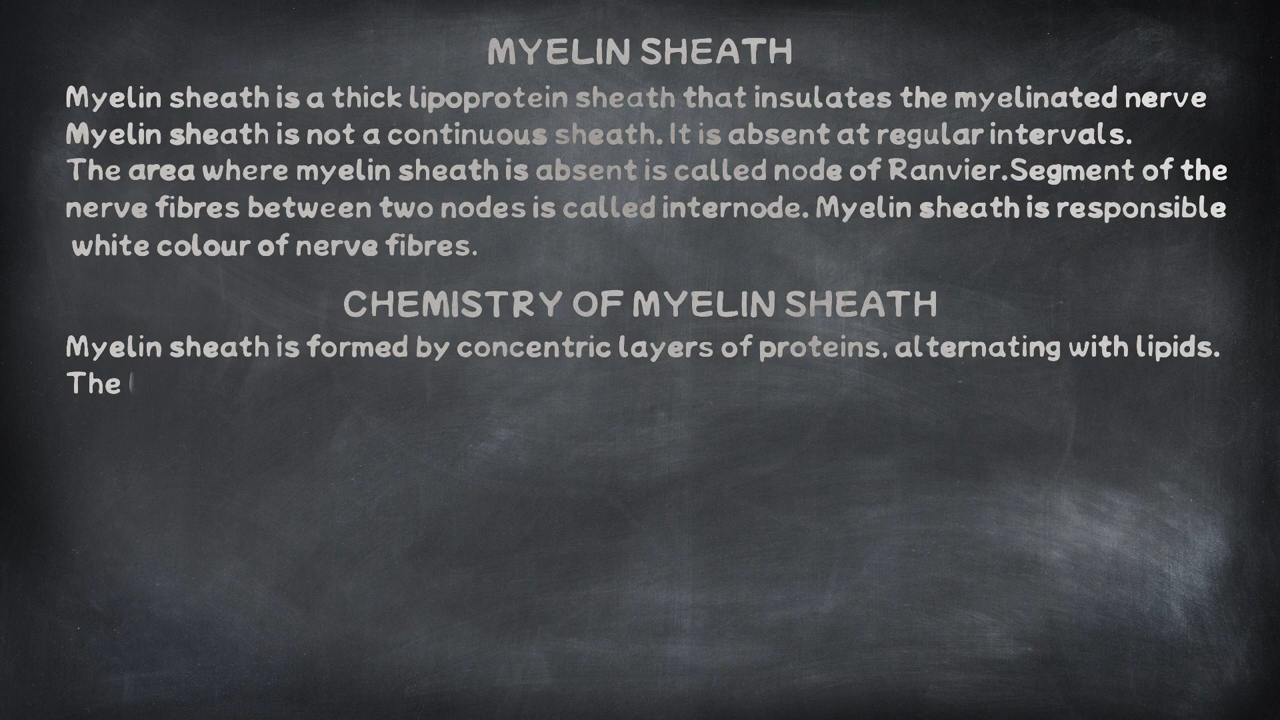 MYELIN SHEATH
Myelin sheath is a thick lipoprotein sheath that insulates the myelinated nerve
Myelin sheath is not a continuous sheath. It is absent at regular intervals.
The area where myelin sheath is absent is called node of Ranvier.Segment of the
nerve fibres between two nodes is called internode. Myelin sheath is responsible
white colour of nerve fibres.
CHEMISTRY OF MYELIN SHEATH
Myelin sheath is formed by concentric layers of proteins, alternating with lipids.
The